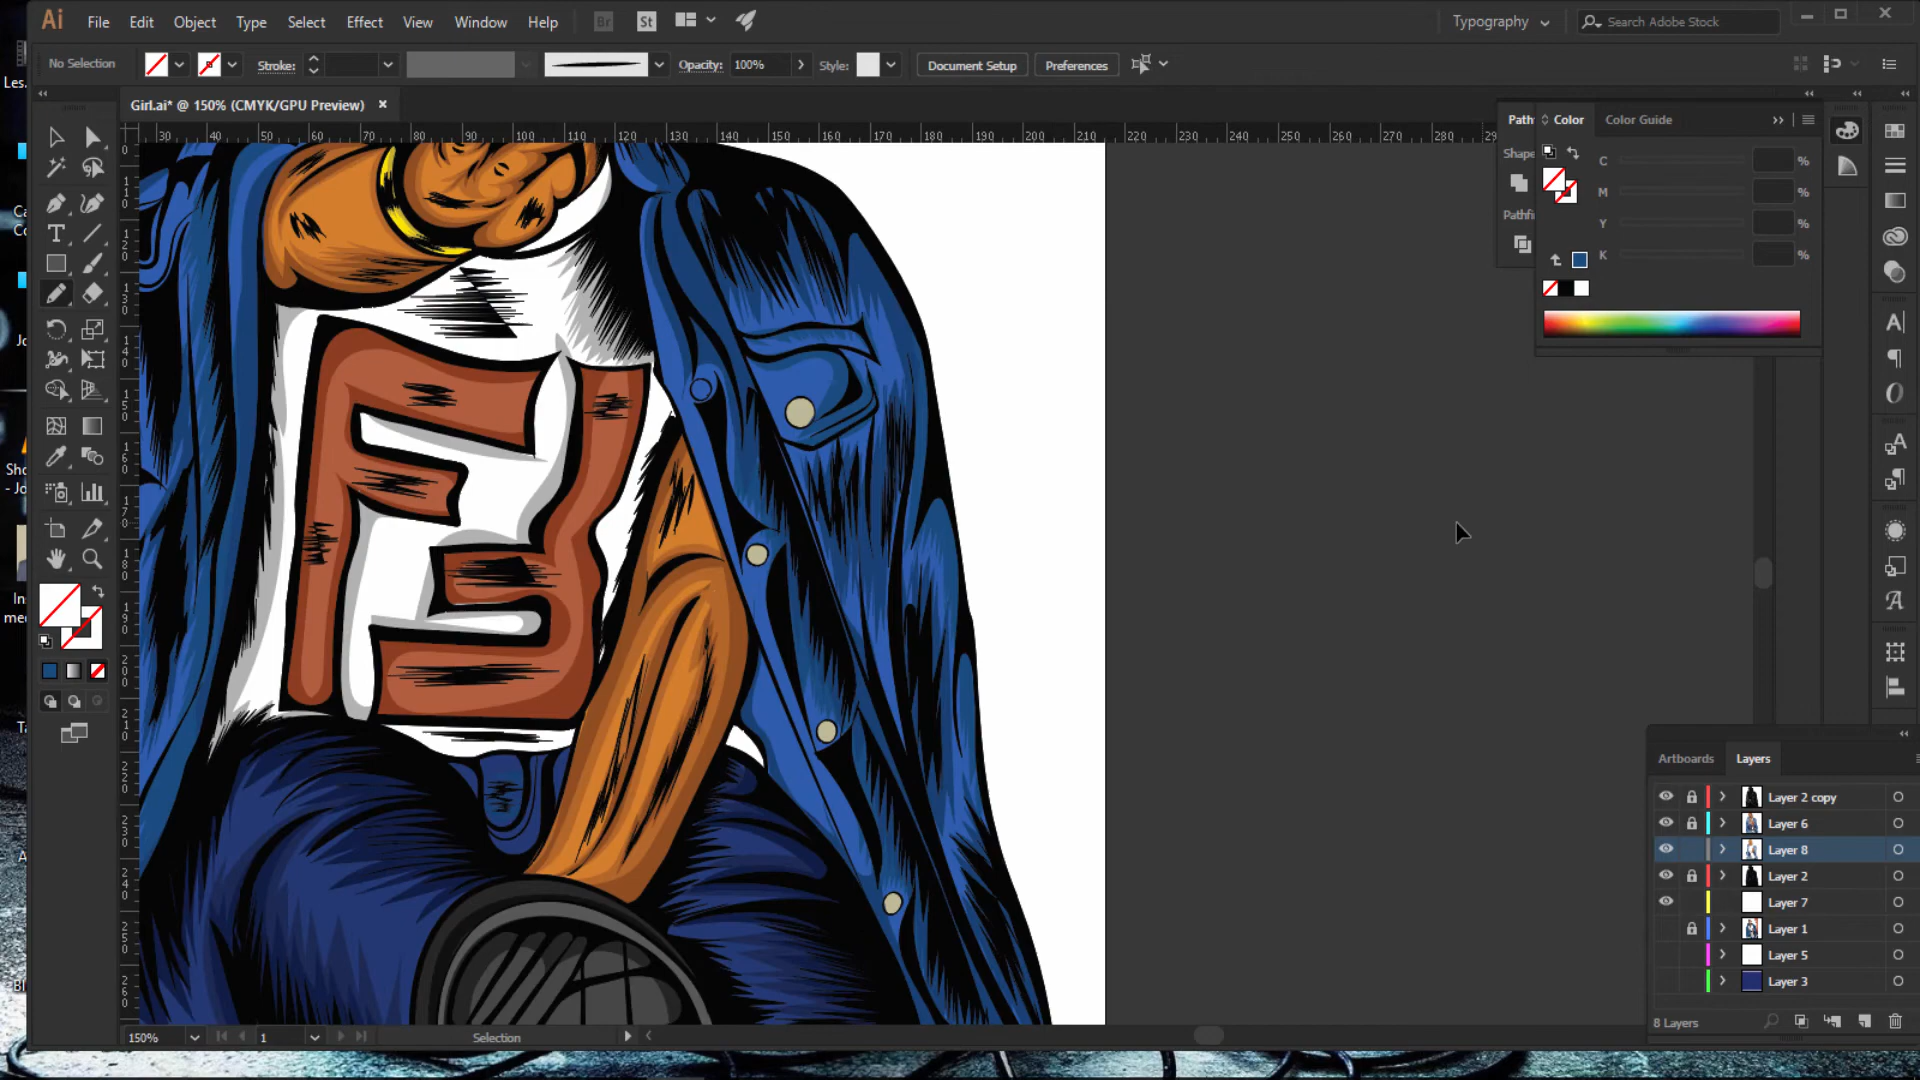 Ai File Edit Object Type Select Effect View Window Help Br St Typography Search Adobe Stock
No Selection Stroke: Opacity: 100% Style: Document Setup Preferences
Girl.ai* @ 150% (CMYK/GPU Preview) ×
30 40 50 60 70 80 90 100 110 120 130 140 150 160 170 180 190 200 210 220 230 240 250 260 270 280 290
Pathf Color Color Guide
Shape
C %
M %
Pathfi
Y %
K %
Artboards Layers
Layer 2 copy
Layer 6
Layer 8
Layer 2
Layer 7
Layer 1
Layer 5
Layer 3
8 Layers
150% 1 Selection